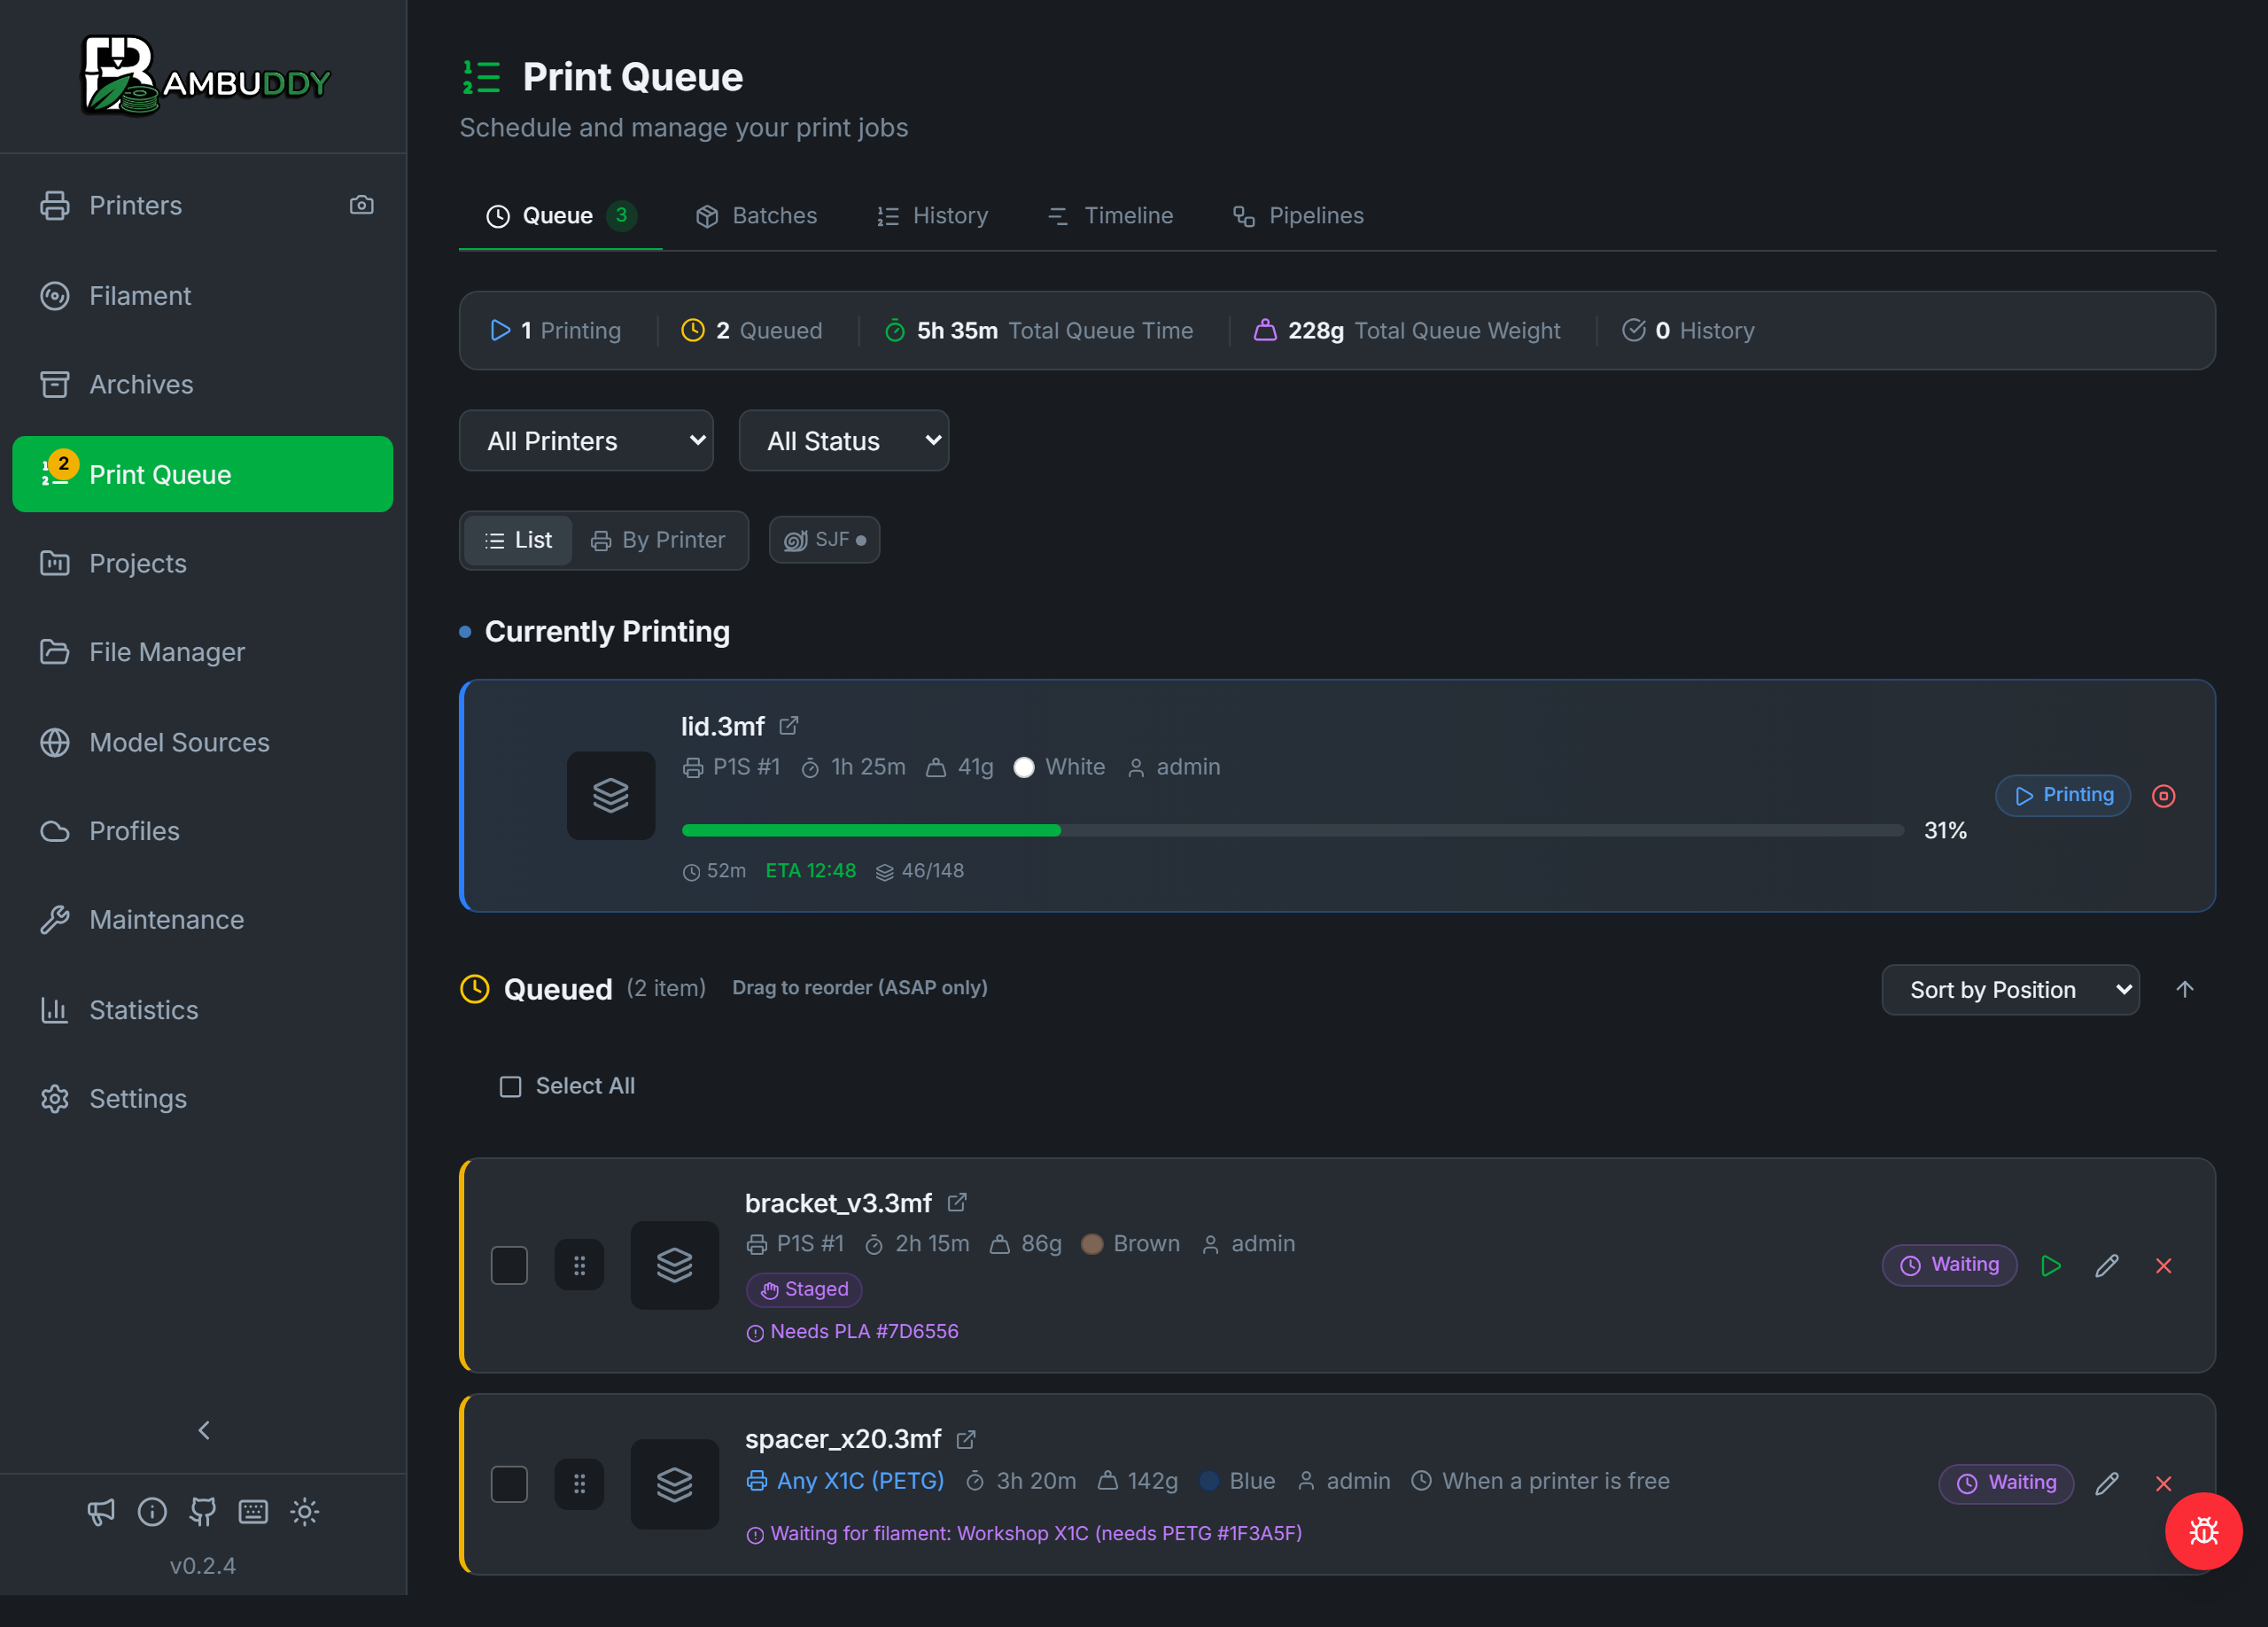 BAMBUDDY
Printers
Filament
Archives
2 Print Queue
Projects
File Manager
Model Sources
Profiles
Maintenance
Statistics
Settings
v0.2.4
Print Queue
Schedule and manage your print jobs
Queue 3 Batches History Timeline Pipelines
1 Printing 2 Queued 5h 35m Total Queue Time 228g Total Queue Weight 0 History
All Printers All Status
List By Printer SJF
Currently Printing
lid.3mf
P1S #1 1h 25m 41g White admin
31%
Printing
52m ETA 12:48 46/148
Queued (2 item) Drag to reorder (ASAP only) Sort by Position
Select All
bracket_v3.3mf
P1S #1 2h 15m 86g Brown admin
Staged
Needs PLA #7D6556
Waiting
spacer_x20.3mf
Any X1C (PETG) 3h 20m 142g Blue admin When a printer is free
Waiting for filament: Workshop X1C (needs PETG #1F3A5F)
Waiting